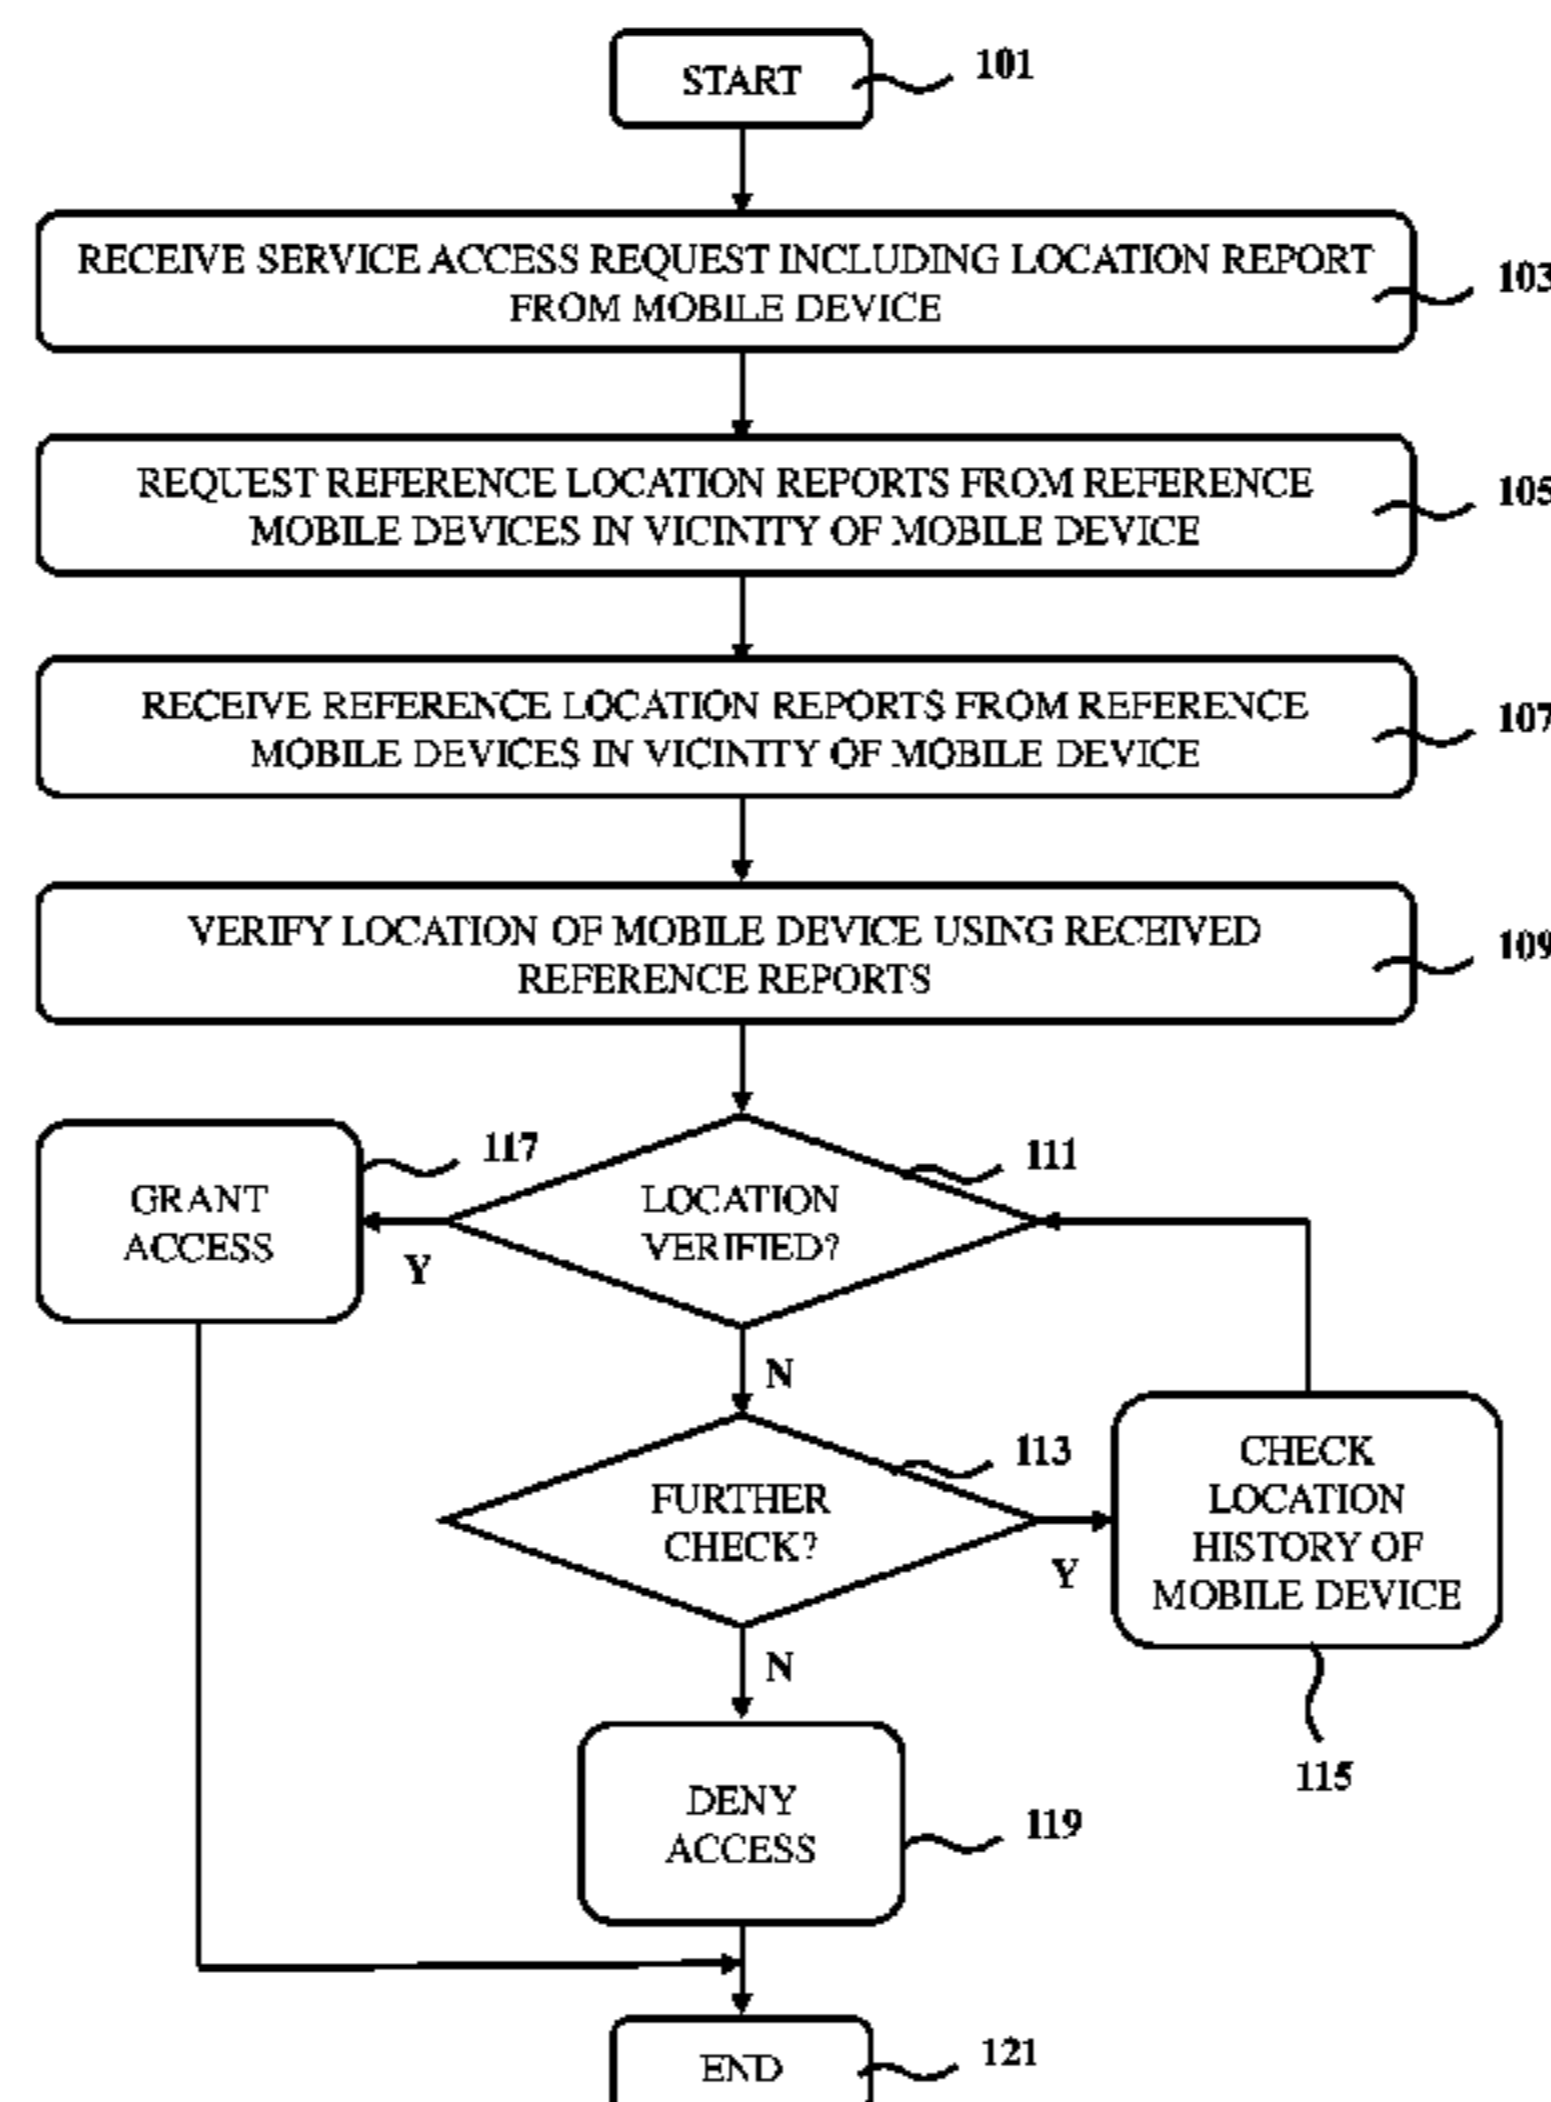 START
101
RECEIVE SERVICE ACCESS REQUEST INCLUDING LOCATION REPORT
FROM MOBILE DEVICE
103
REQUEST REFERENCE LOCATION REPORTS FROM REFERENCE
MOBILE DEVICES IN VICINITY OF MOBILE DEVICE
105
RECEIVE REFERENCE LOCATION REPORTS FROM REFERENCE
MOBILE DEVICES IN VICINITY OF MOBILE DEVICE
107
VERIFY LOCATION OF MOBILE DEVICE USING RECEIVED
REFERENCE REPORTS
109
GRANT
ACCESS
117
Y
LOCATION
VERIFIED?
111
N
FURTHER
CHECK?
113
Y
CHECK
LOCATION
HISTORY OF
MOBILE DEVICE
115
N
DENY
ACCESS
119
END
121